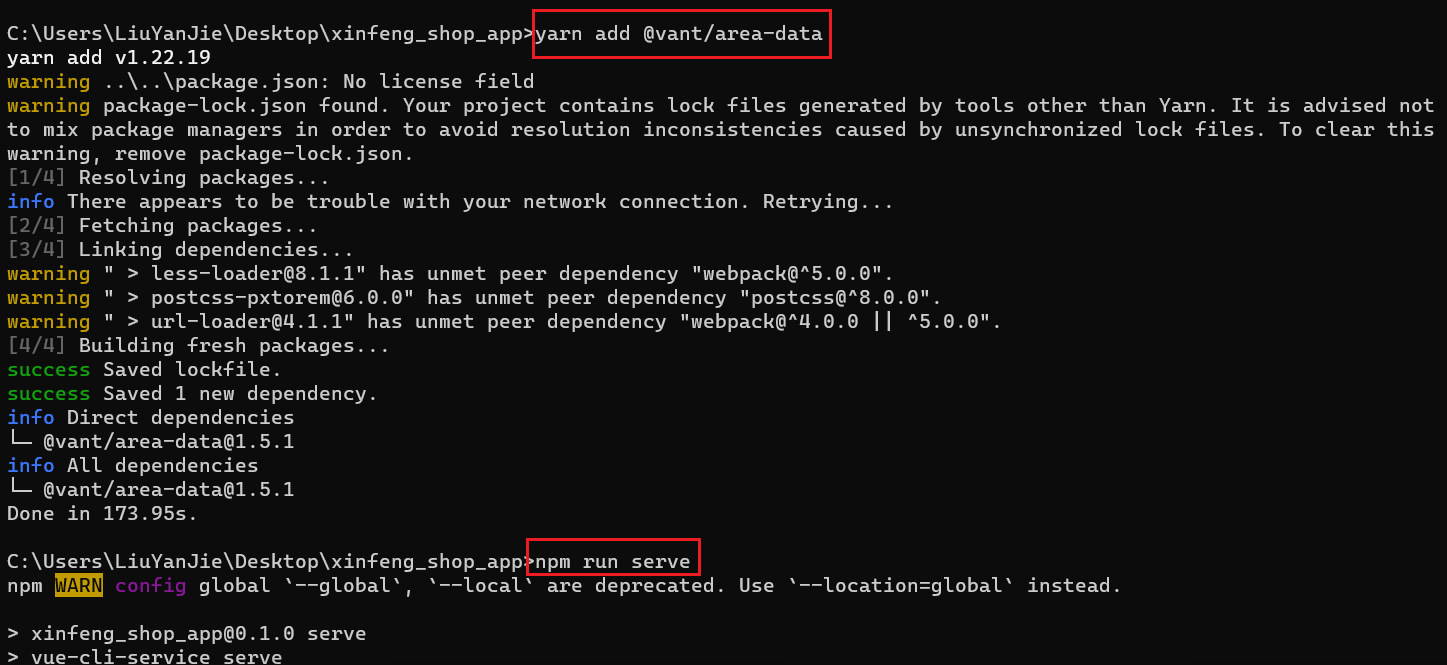 C:\Users\LiuYanJie\Desktop\xinfeng_shop_app>yarn add @vant/area-data
yarn add v1.22.19
warning ..\..\package.json: No license field
warning package-lock.json found. Your project contains lock files generated by tools other than Yarn. It is advised not
to mix package managers in order to avoid resolution inconsistencies caused by unsynchronized lock files. To clear this
warning, remove package-lock.json.
[1/4] Resolving packages...
info There appears to be trouble with your network connection. Retrying...
[2/4] Fetching packages...
[3/4] Linking dependencies...
warning " > less-loader@8.1.1" has unmet peer dependency "webpack@^5.0.0".
warning " > postcss-pxtorem@6.0.0" has unmet peer dependency "postcss@^8.0.0".
warning " > url-loader@4.1.1" has unmet peer dependency "webpack@^4.0.0 || ^5.0.0".
[4/4] Building fresh packages...
success Saved lockfile.
success Saved 1 new dependency.
info Direct dependencies
└─ @vant/area-data@1.5.1
info All dependencies
└─ @vant/area-data@1.5.1
Done in 173.95s.
C:\Users\LiuYanJie\Desktop\xinfeng_shop_app>npm run serve
npm WARN config global `--global`, `--local` are deprecated. Use `--location=global` instead.
> xinfeng_shop_app@0.1.0 serve
> vue-cli-service serve